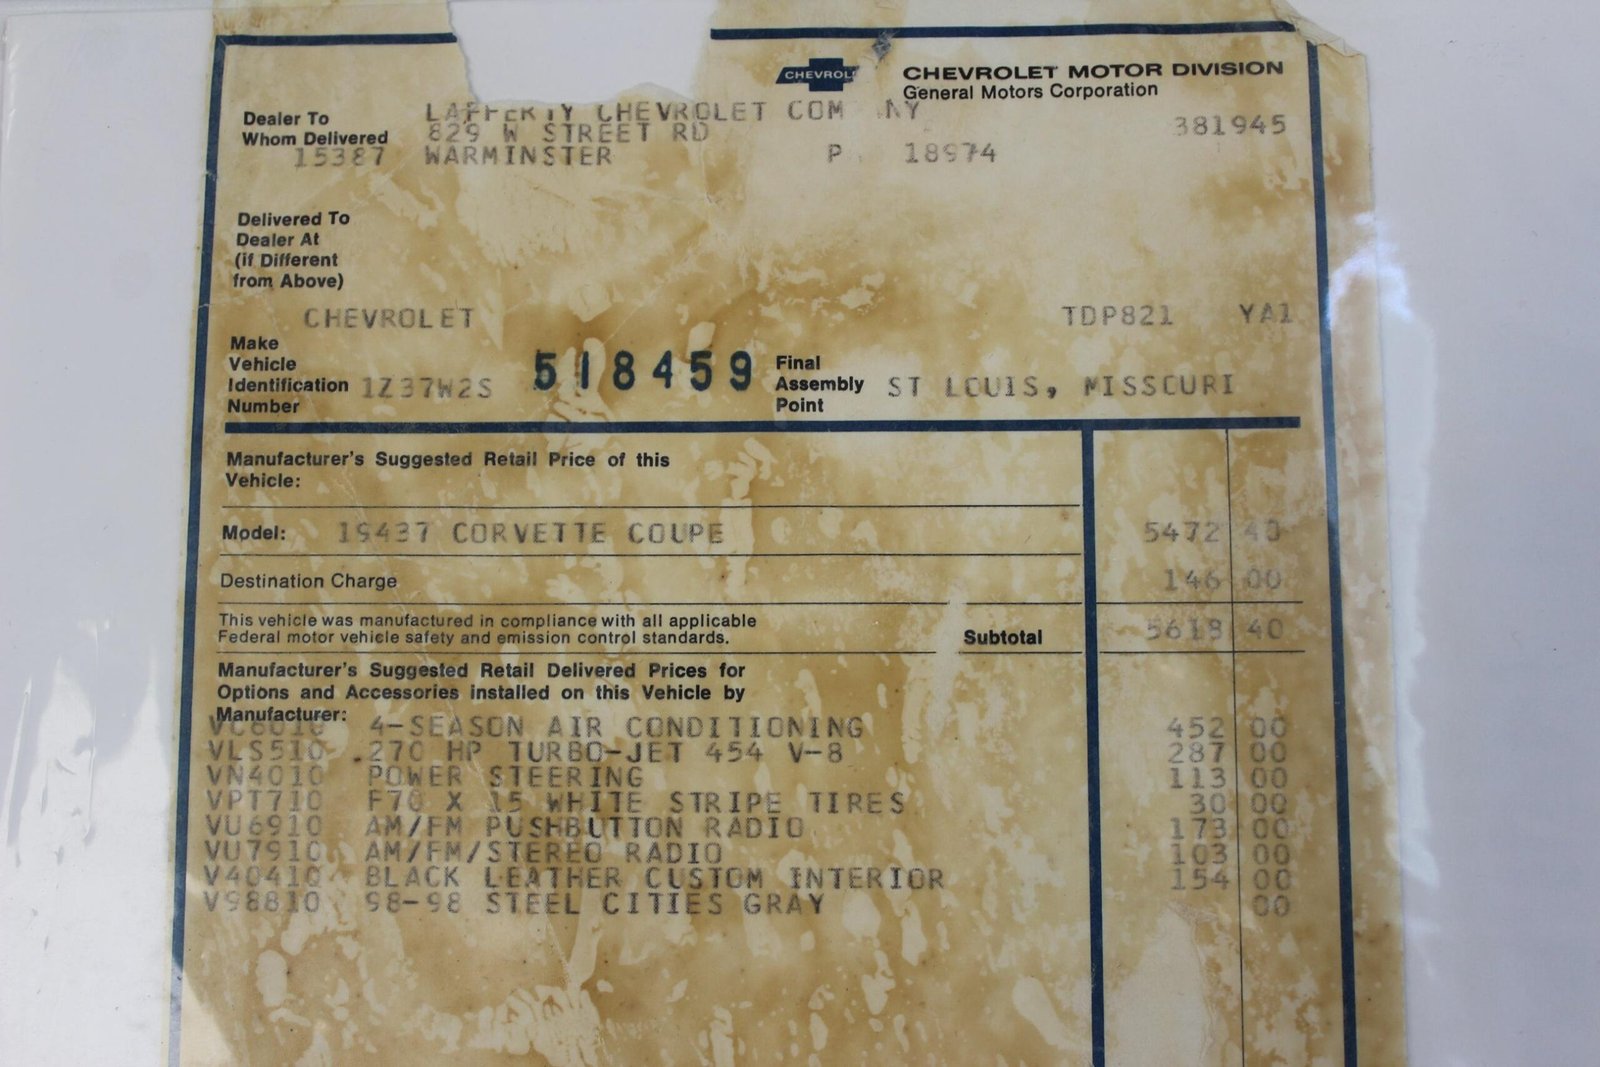 CHEVROL
CHEVROLET MOTOR DIVISION
General Motors Corporation
Dealer To
Whom Delivered
LAFFERTY CHEVROLET COM NY
829 W STREET RD
15387 WARMINSTER P 18974
381945
Delivered To
Dealer At
(if Different
from Above)
CHEVROLET TDP821 YA1
Make
Vehicle
Identification 1Z37W2S 518459
Number
Final
Assembly ST LOUIS, MISSOURI
Point
Manufacturer's Suggested Retail Price of this
Vehicle:
Model: 19437 CORVETTE COUPE 5472 40
Destination Charge 146 00
This vehicle was manufactured in compliance with all applicable
Federal motor vehicle safety and emission control standards.
Subtotal 5618 40
Manufacturer's Suggested Retail Delivered Prices for
Options and Accessories installed on this Vehicle by
Manufacturer:
VC6010 4-SEASON AIR CONDITIONING 452 00
VLS510 .270 HP TURBO-JET 454 V-8 287 00
VN4010 POWER STEERING 113 00
VPT710 F70 X 15 WHITE STRIPE TIRES 30 00
VU6910 AM/FM PUSHBUTTON RADIO 173 00
VU7910 AM/FM/STEREO RADIO 103 00
V40410 BLACK LEATHER CUSTOM INTERIOR 154 00
V98810 98-98 STEEL CITIES GRAY 00